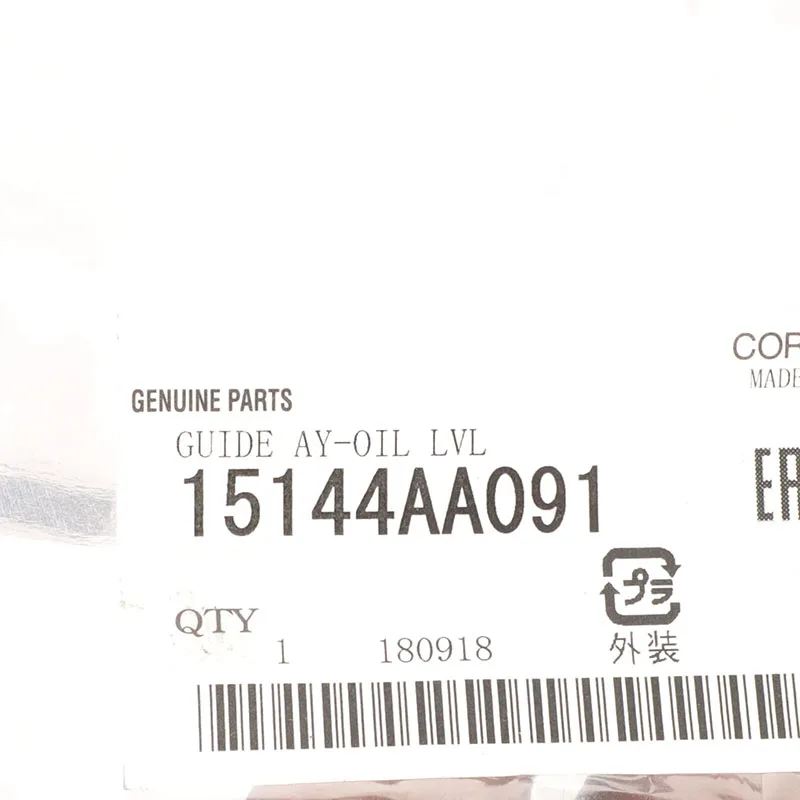 COR
MADE
GENUINE PARTS
GUIDE AY-OIL LVL
15144AA091
プラ
QTY
1 180918
外装